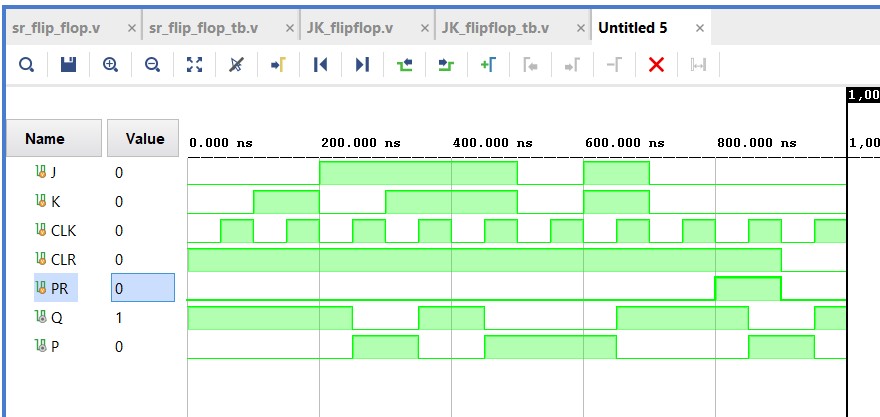 sr_flip_flop.v × sr_flip_flop_tb.v × JK_flipflop.v × JK_flipflop_tb.v × Untitled 5 ×
1,00
Name Value 0.000 ns 200.000 ns 400.000 ns 600.000 ns 800.000 ns 1,00
J 0
K 0
CLK 0
CLR 0
PR 0
Q 1
P 0